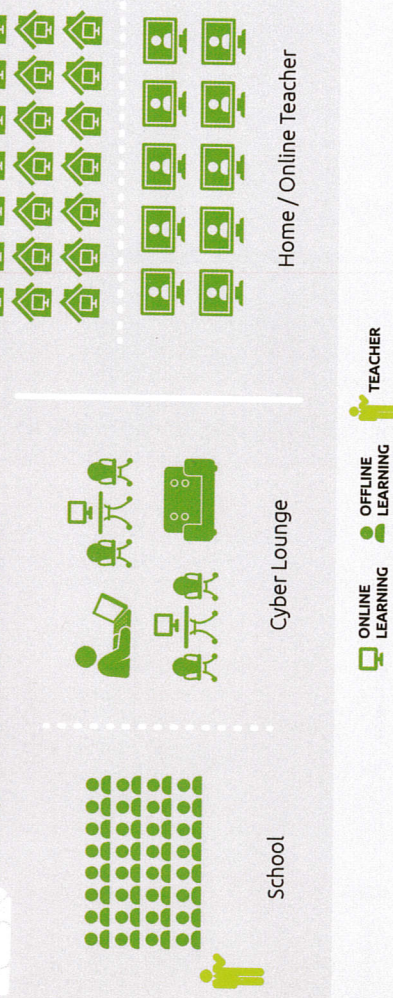 School
Cyber Lounge
Home / Online Teacher
ONLINE
LEARNING
OFFLINE
LEARNING
TEACHER